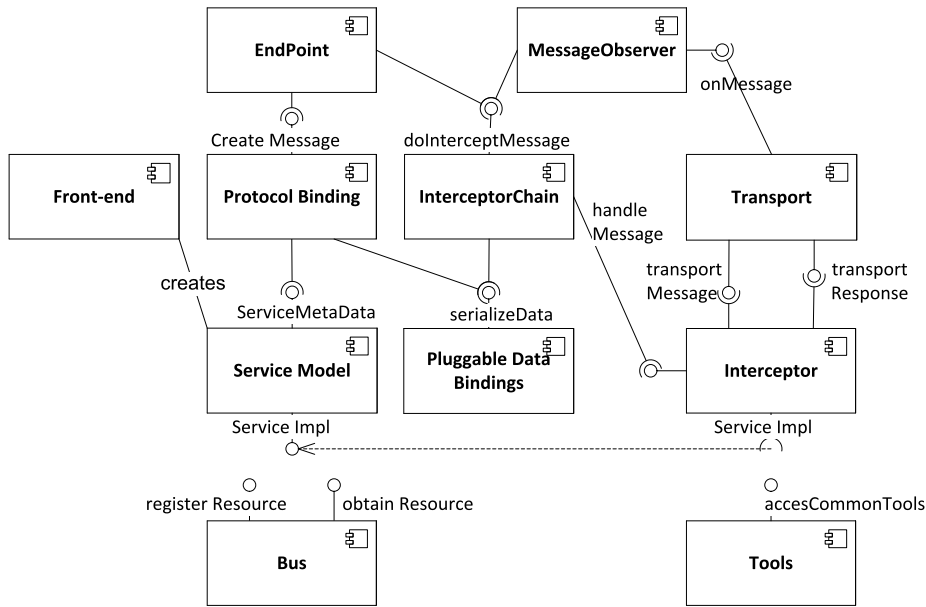 EndPoint
MessageObserver
onMessage
Create Message
doInterceptMessage
Front-end
Protocol Binding
InterceptorChain
Transport
handle
Message
creates
transport
Message
transport
Response
ServiceMetaData
serializeData
Service Model
Pluggable Data
Bindings
Interceptor
Service Impl
Service Impl
register Resource
obtain Resource
accesCommonTools
Bus
Tools